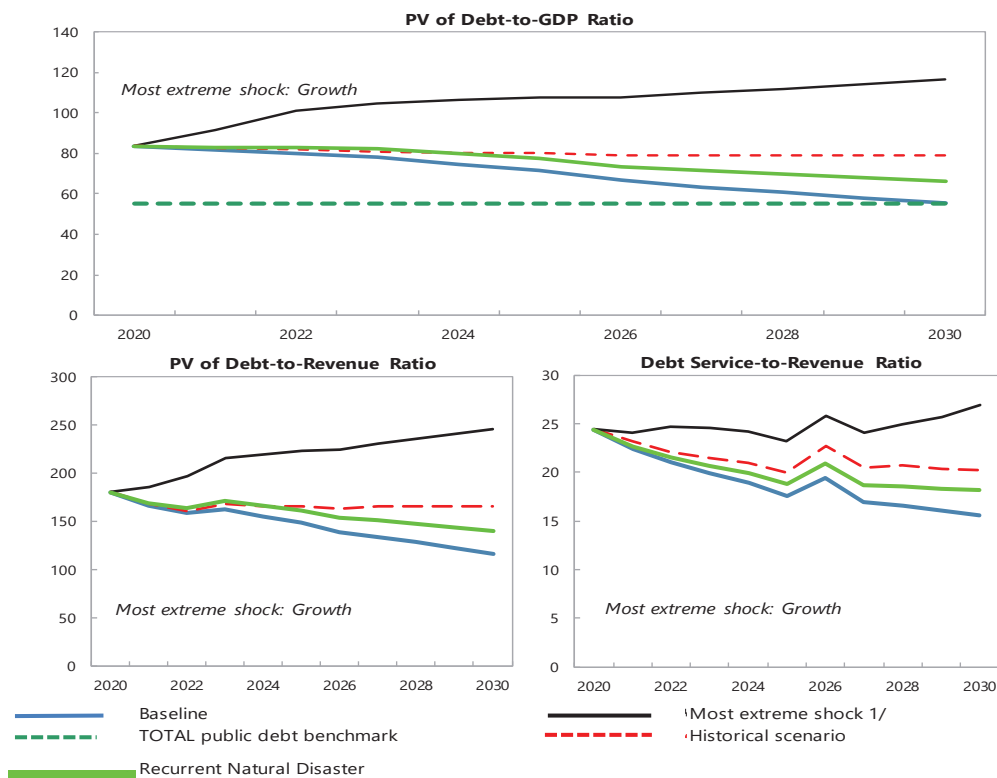 PV of Debt-to-GDP Ratio
140
120
100
80
60
40
20
0
Most extreme shock: Growth
2020 2022 2024 2026 2028 2030
PV of Debt-to-Revenue Ratio
300
250
200
150
100
50
0
Most extreme shock: Growth
2020 2022 2024 2026 2028 2030
Debt Service-to-Revenue Ratio
30
25
20
15
10
5
0
Most extreme shock: Growth
2020 2022 2024 2026 2028 2030
Baseline
TOTAL public debt benchmark
Recurrent Natural Disaster
Most extreme shock 1/
Historical scenario